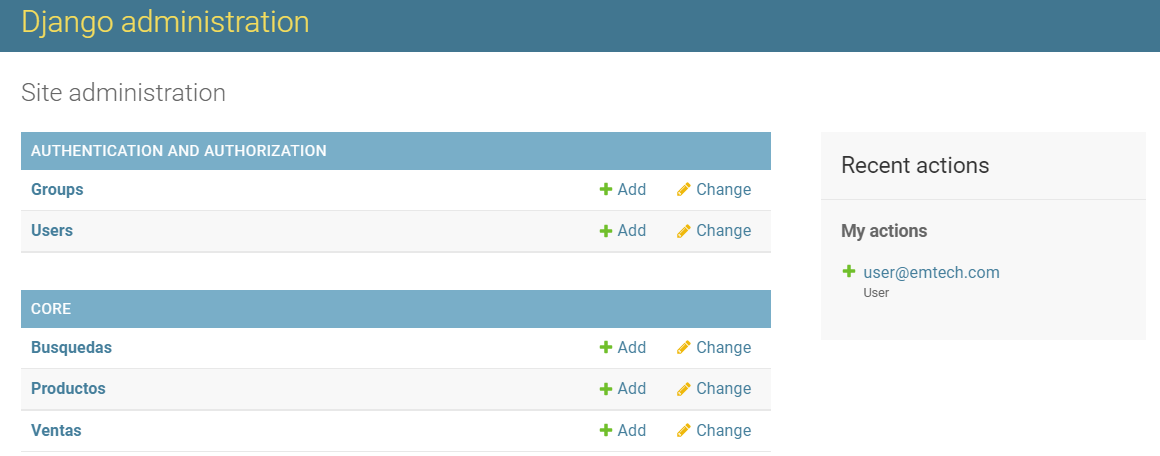 Django administration
Site administration
AUTHENTICATION AND AUTHORIZATION
Groups Add Change
Users Add Change
CORE
Busquedas Add Change
Productos Add Change
Ventas Add Change
Recent actions
My actions
user@emtech.com
User